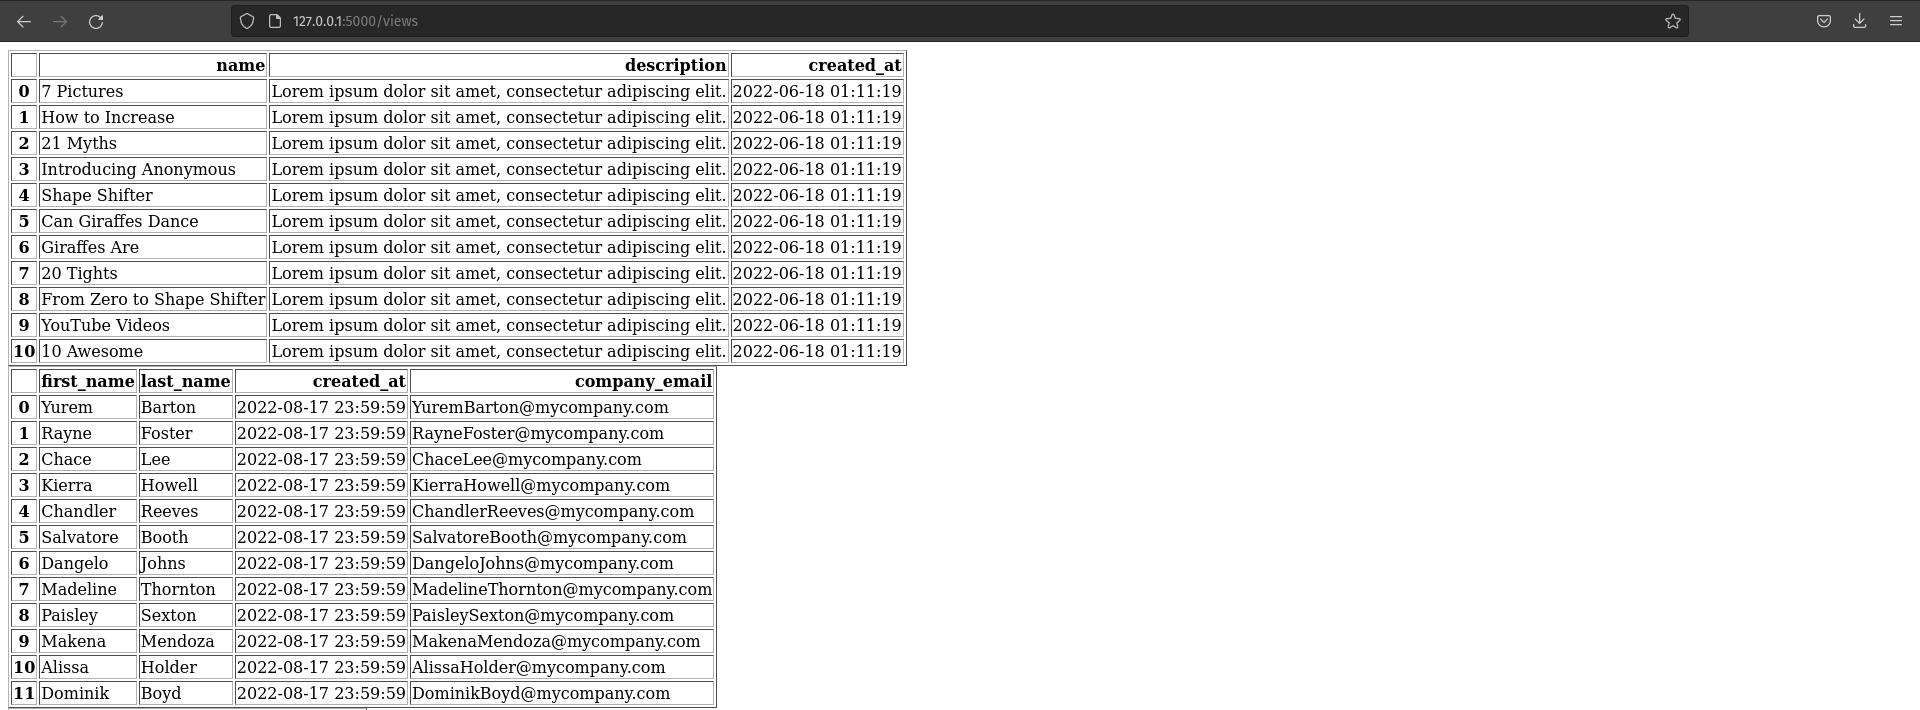 127.0.0.1:5000/views
name description created_at
0 7 Pictures Lorem ipsum dolor sit amet, consectetur adipiscing elit. 2022-06-18 01:11:19
1 How to Increase Lorem ipsum dolor sit amet, consectetur adipiscing elit. 2022-06-18 01:11:19
2 21 Myths Lorem ipsum dolor sit amet, consectetur adipiscing elit. 2022-06-18 01:11:19
3 Introducing Anonymous Lorem ipsum dolor sit amet, consectetur adipiscing elit. 2022-06-18 01:11:19
4 Shape Shifter Lorem ipsum dolor sit amet, consectetur adipiscing elit. 2022-06-18 01:11:19
5 Can Giraffes Dance Lorem ipsum dolor sit amet, consectetur adipiscing elit. 2022-06-18 01:11:19
6 Giraffes Are Lorem ipsum dolor sit amet, consectetur adipiscing elit. 2022-06-18 01:11:19
7 20 Tights Lorem ipsum dolor sit amet, consectetur adipiscing elit. 2022-06-18 01:11:19
8 From Zero to Shape Shifter Lorem ipsum dolor sit amet, consectetur adipiscing elit. 2022-06-18 01:11:19
9 YouTube Videos Lorem ipsum dolor sit amet, consectetur adipiscing elit. 2022-06-18 01:11:19
10 10 Awesome Lorem ipsum dolor sit amet, consectetur adipiscing elit. 2022-06-18 01:11:19
first_name last_name created_at company_email
0 Yurem Barton 2022-08-17 23:59:59 YuremBarton@mycompany.com
1 Rayne Foster 2022-08-17 23:59:59 RayneFoster@mycompany.com
2 Chace Lee 2022-08-17 23:59:59 ChaceLee@mycompany.com
3 Kierra Howell 2022-08-17 23:59:59 KierraHowell@mycompany.com
4 Chandler Reeves 2022-08-17 23:59:59 ChandlerReeves@mycompany.com
5 Salvatore Booth 2022-08-17 23:59:59 SalvatoreBooth@mycompany.com
6 Dangelo Johns 2022-08-17 23:59:59 DangeloJohns@mycompany.com
7 Madeline Thornton 2022-08-17 23:59:59 MadelineThornton@mycompany.com
8 Paisley Sexton 2022-08-17 23:59:59 PaisleySexton@mycompany.com
9 Makena Mendoza 2022-08-17 23:59:59 MakenaMendoza@mycompany.com
10 Alissa Holder 2022-08-17 23:59:59 AlissaHolder@mycompany.com
11 Dominik Boyd 2022-08-17 23:59:59 DominikBoyd@mycompany.com